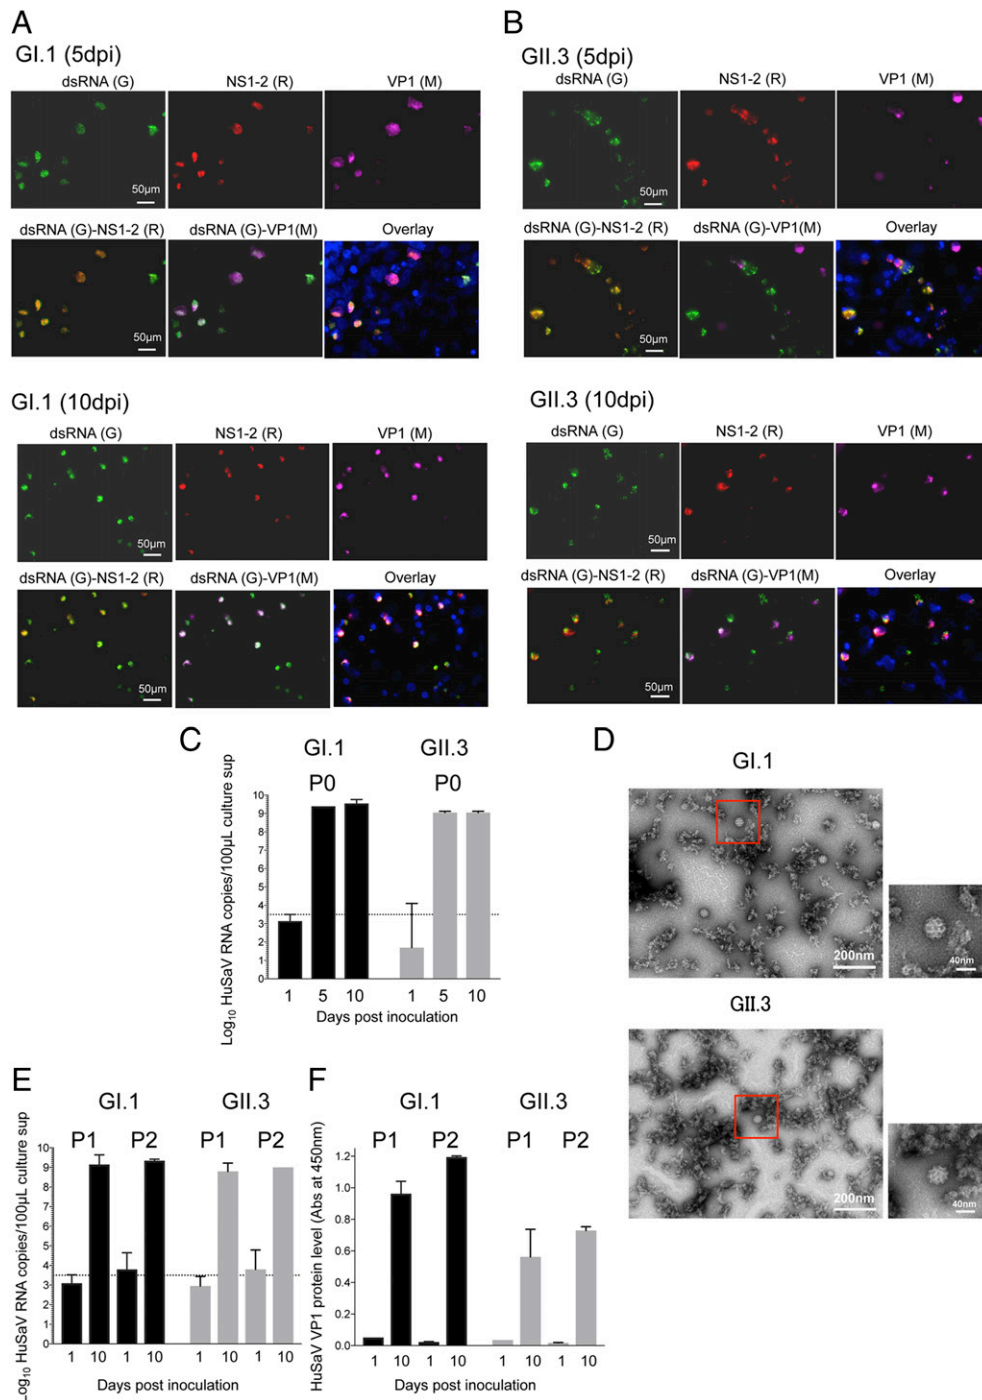 A
GI.1 (5dpi)
dsRNA (G) NS1-2 (R) VP1 (M)
50µm
dsRNA (G)-NS1-2 (R) dsRNA (G)-VP1(M) Overlay
50µm
GI.1 (10dpi)
dsRNA (G) NS1-2 (R) VP1 (M)
50µm
dsRNA (G)-NS1-2 (R) dsRNA (G)-VP1(M) Overlay
50µm
B
GII.3 (5dpi)
dsRNA (G) NS1-2 (R) VP1 (M)
50µm
dsRNA (G)-NS1-2 (R) dsRNA (G)-VP1(M) Overlay
50µm
GII.3 (10dpi)
dsRNA (G) NS1-2 (R) VP1 (M)
50µm
dsRNA (G)-NS1-2 (R) dsRNA (G)-VP1(M) Overlay
50µm
C
GI.1 GII.3
P0 P0
Log10 HuSaV RNA copies/100µL culture sup
10
9
8
7
6
5
4
3
2
1
0
1 5 10 1 5 10
Days post inoculation
D
GI.1
200nm
40nm
GII.3
200nm
40nm
E
GI.1 GII.3
P1 P2 P1 P2
Log10 HuSaV RNA copies/100µL culture sup
10
9
8
7
6
5
4
3
2
1
0
1 10 1 10 1 10 1 10
Days post inoculation
F
GI.1 GII.3
P1 P2 P1 P2
HuSaV VP1 protein level (Abs at 450nm)
1.2
1.0
0.8
0.6
0.4
0.2
0.0
1 10 1 10 1 10 1 10
Days post inoculation